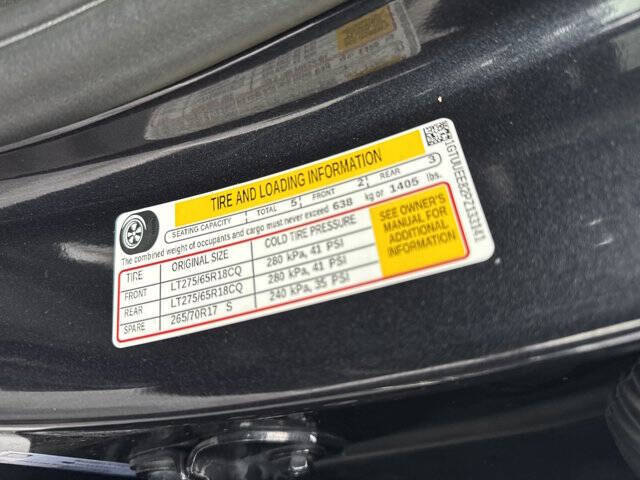 TIRE AND LOADING INFORMATION
SEATING CAPACITY TOTAL 5 FRONT 2 REAR 3
The combined weight of occupants and cargo must never exceed 638 kg or 1405 lbs.
TIRE ORIGINAL SIZE COLD TIRE PRESSURE
FRONT LT275/65R18CQ 280 kPa, 41 PSI
REAR LT275/65R18CQ 280 kPa, 41 PSI
SPARE 265/70R17 S 240 kPa, 35 PSI
SEE OWNER'S
MANUAL FOR
ADDITIONAL
INFORMATION